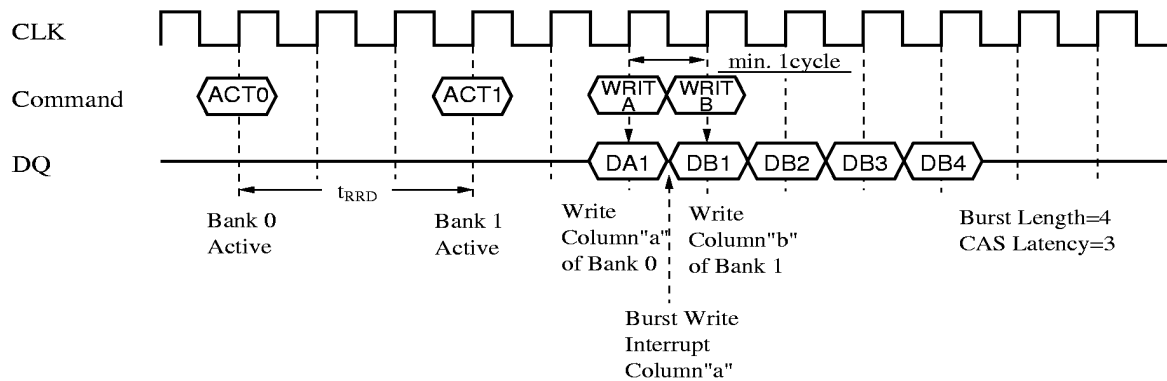 CLK
min. 1cycle
Command
ACT0
ACT1
WRIT
A
WRIT
B
DQ
DA1
DB1
DB2
DB3
DB4
tRRD
Bank 0
Active
Bank 1
Active
Write
Column"a"
of Bank 0
Write
Column"b"
of Bank 1
Burst Length=4
CAS Latency=3
Burst Write
Interrupt
Column"a"